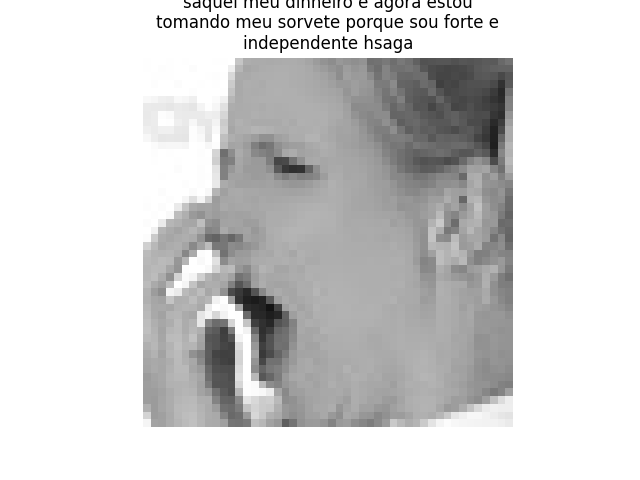 saquei meu dinheiro e agora estou
tomando meu sorvete porque sou forte e
independente hsaga